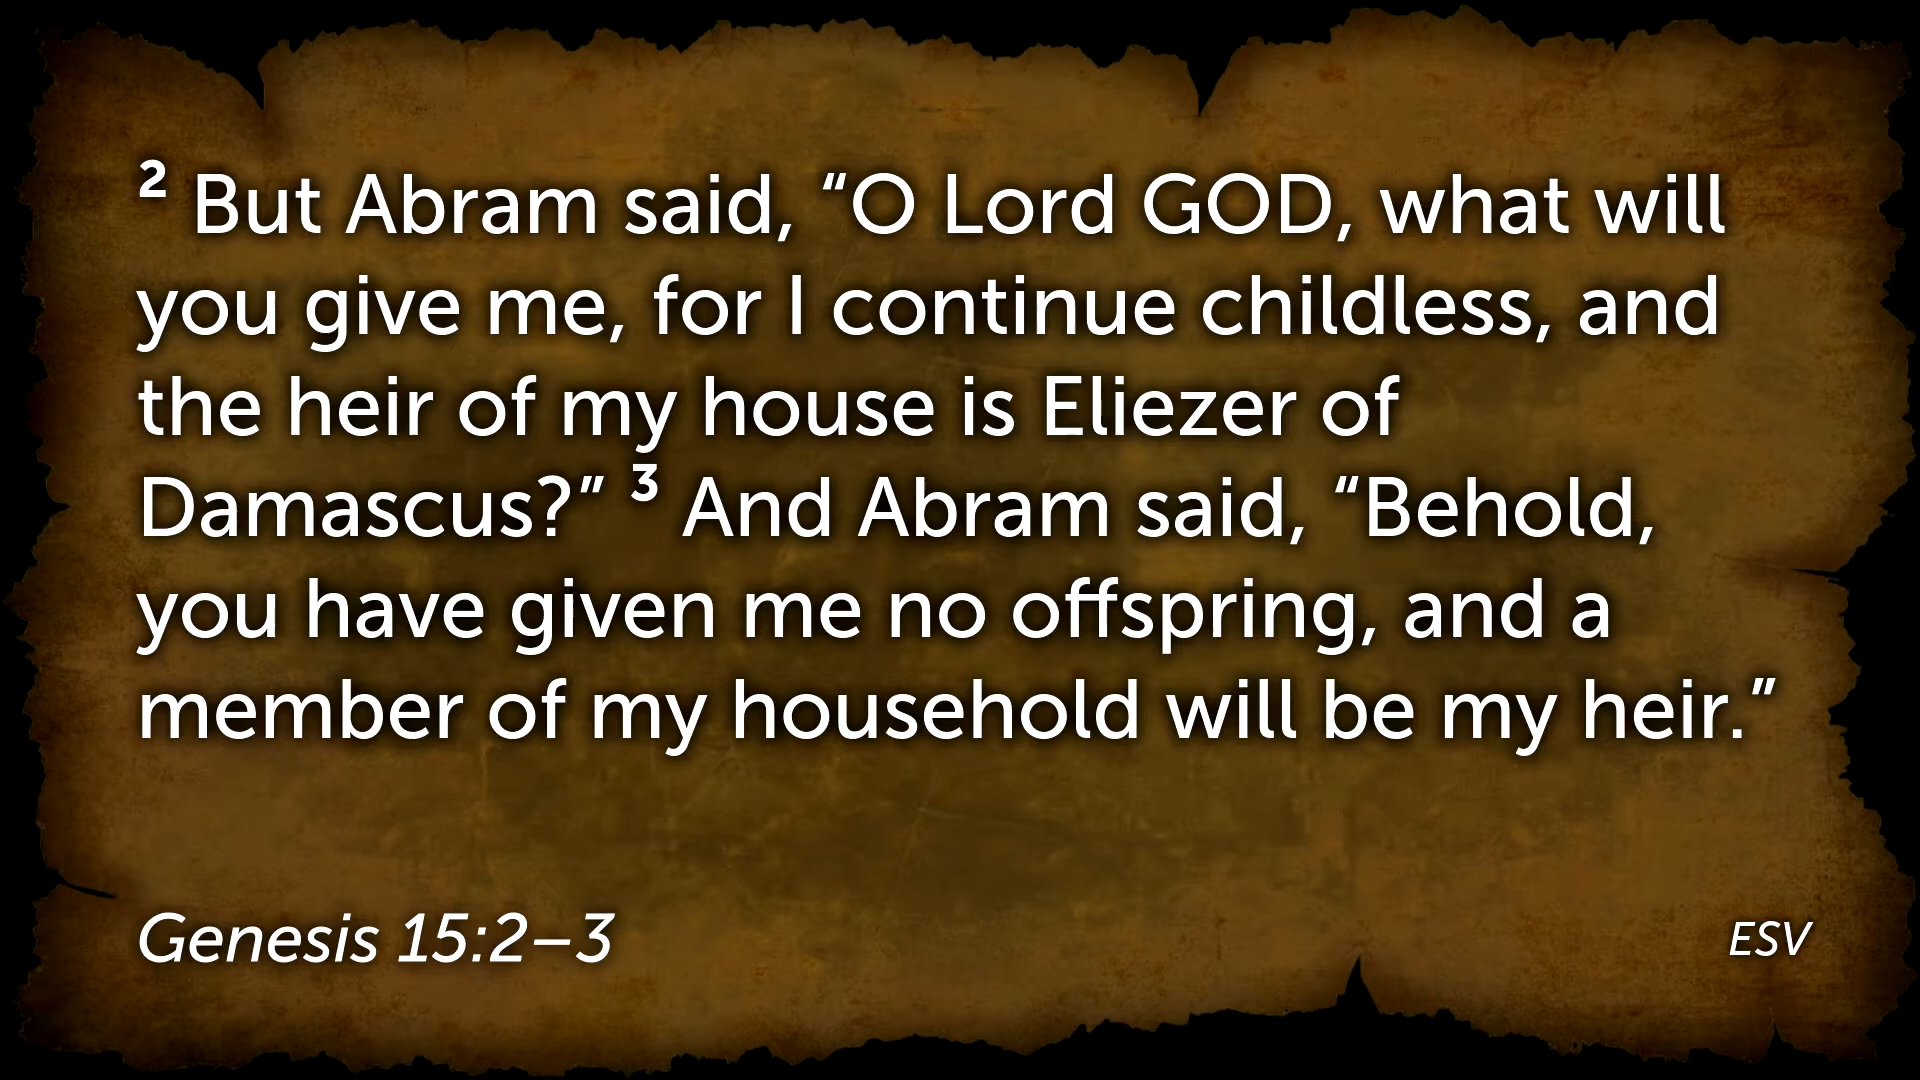 ² But Abram said, “O Lord GOD, what will
you give me, for I continue childless, and
the heir of my house is Eliezer of
Damascus?” ³ And Abram said, “Behold,
you have given me no offspring, and a
member of my household will be my heir.”
Genesis 15:2–3
ESV